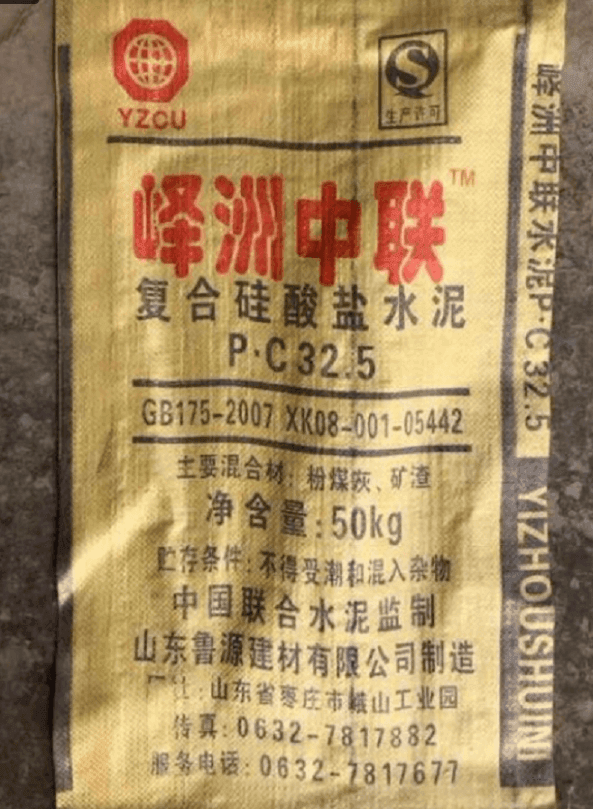 YZCU
生产许可
峄洲中联™
复合硅酸盐水泥
P·C 32.5
GB175-2007 XK08-001-05442
主要混合材: 粉煤灰、矿渣
净含量:50kg
贮存条件:不得受潮和混入杂物
中国联合水泥监制
山东鲁源建材有限公司制造
厂址:山东省枣庄市峨山工业园
传真:0632-7817882
服务电话:0632-7817677
峄洲中联水泥P·C 32.5
YIZHOUSHUINI